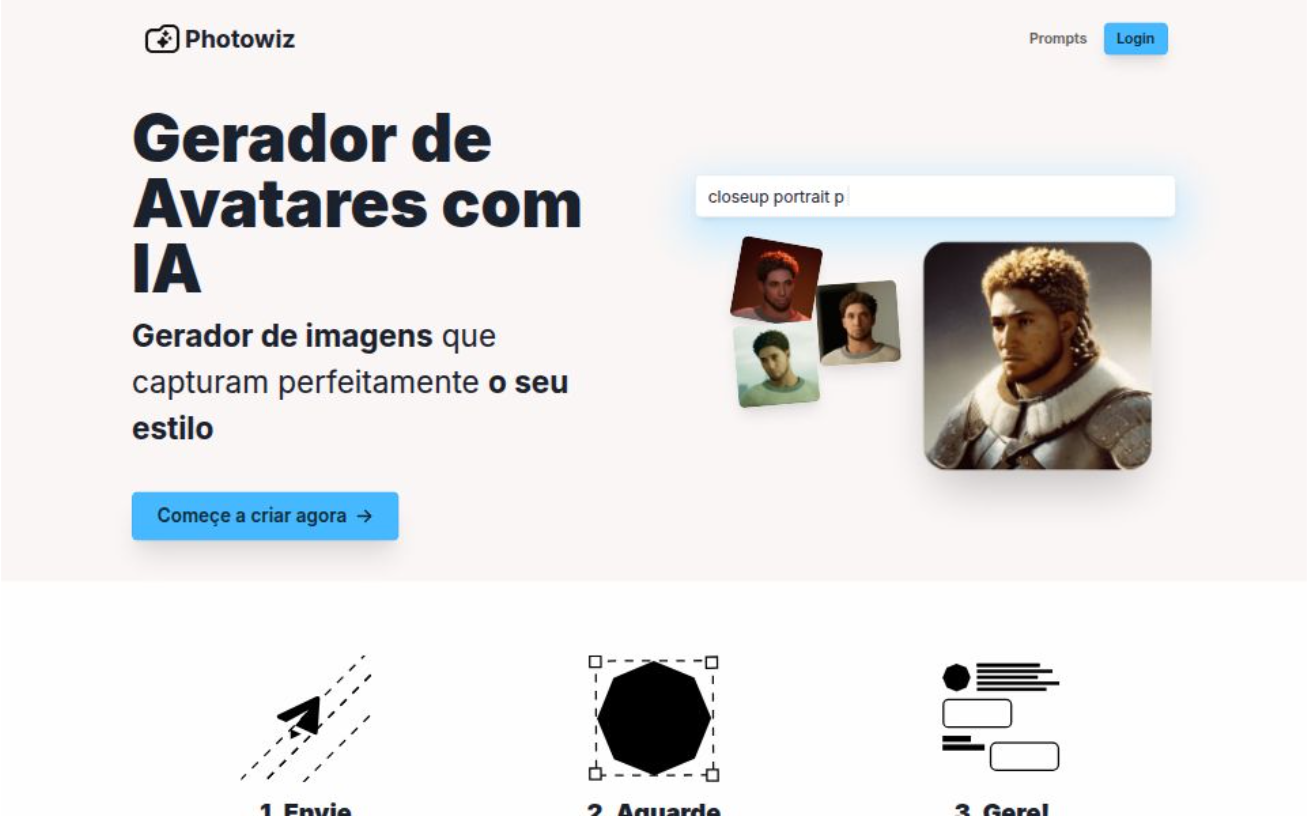 Photowiz
Prompts
Login
Gerador de
Avatares com
IA
Gerador de imagens que
capturam perfeitamente o seu
estilo
Começe a criar agora →
closeup portrait p
1. Envie
2. Aguarde
3. Gere!